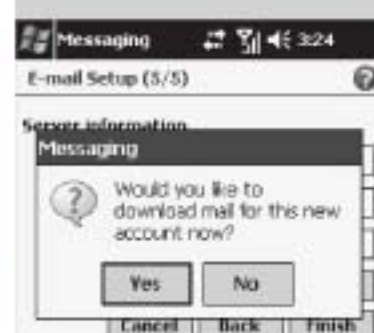 Messaging 3:24
E-mail Setup (5/5)
Server information
Messaging
Would you like to
download mail for this new
account now?
Yes No
Cancel Back Finish